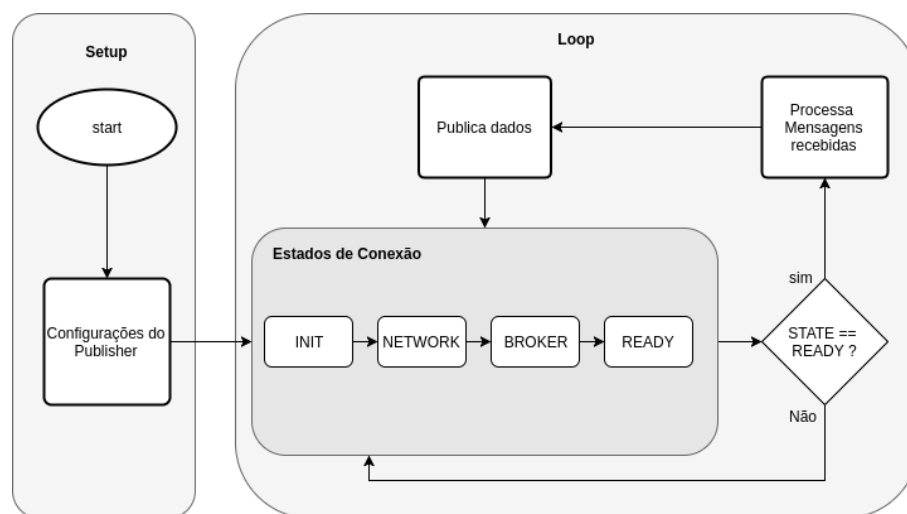 Setup
start
Configurações do
Publisher
Loop
Publica dados
Processa
Mensagens
recebidas
Estados de Conexão
INIT
NETWORK
BROKER
READY
sim
STATE ==
READY ?
Não